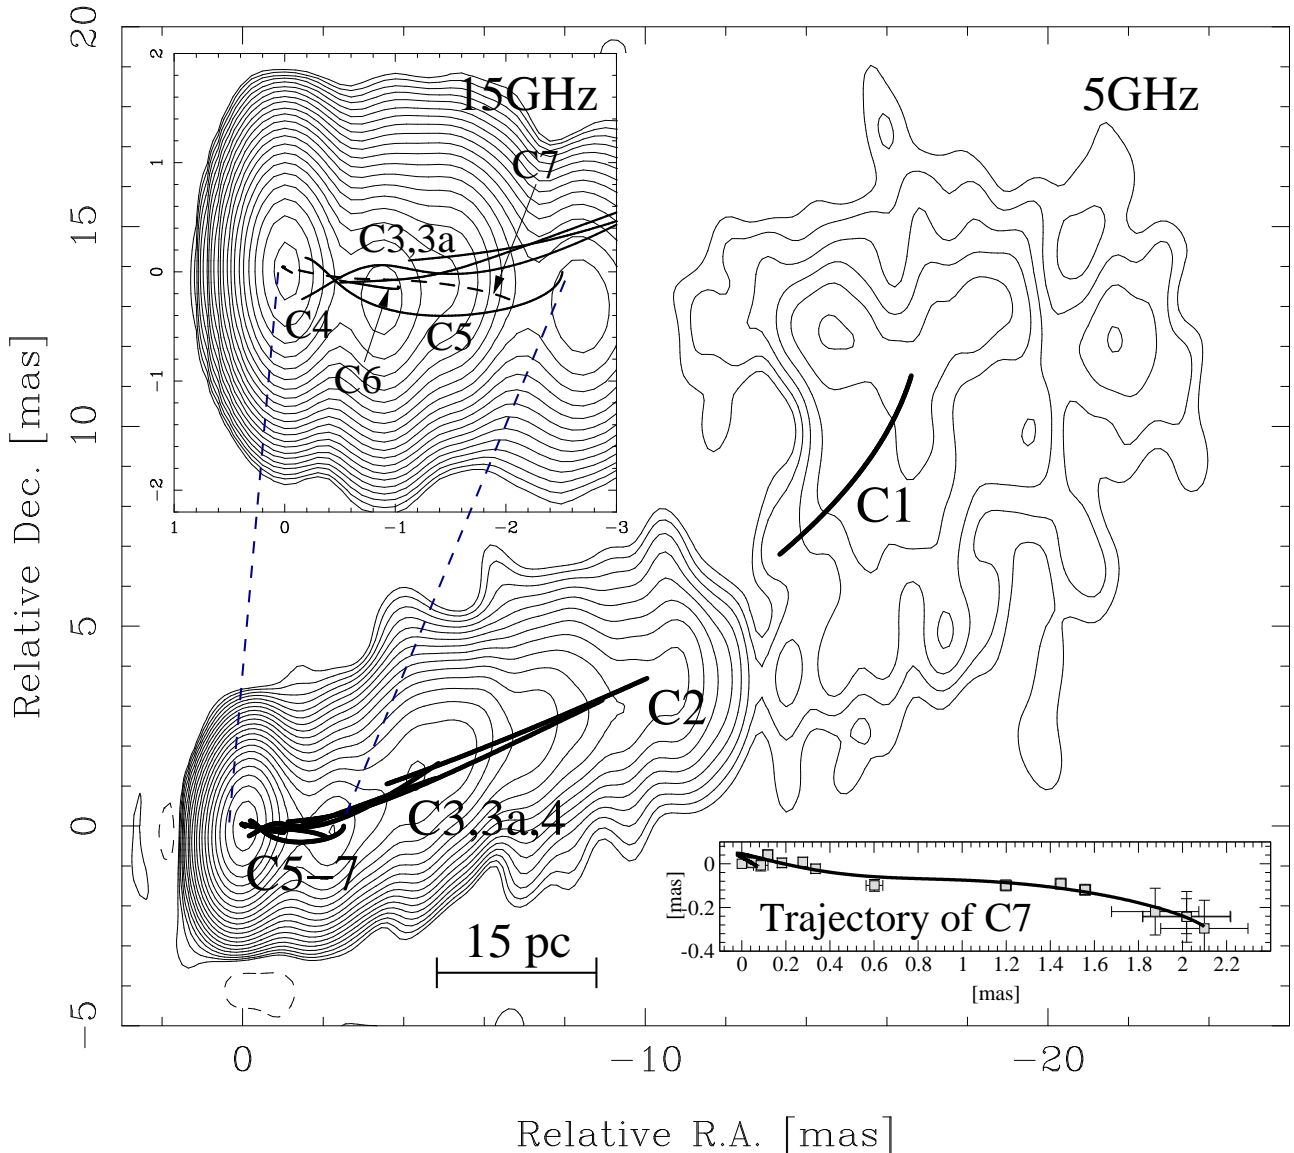 20
15
10
5
0
−5
Relative Dec. [mas]
0
−10
−20
Relative R.A. [mas]
15GHz
C7
C3,3a
C4
C5
C6
2
1
0
−1
−2
1
0
−1
−2
−3
5GHz
C1
C2
C3,3a,4
C5−7
15 pc
Trajectory of C7
0
-0.2
-0.4
[mas]
0
0.2
0.4
0.6
0.8
1
1.2
1.4
1.6
1.8
2
2.2
[mas]